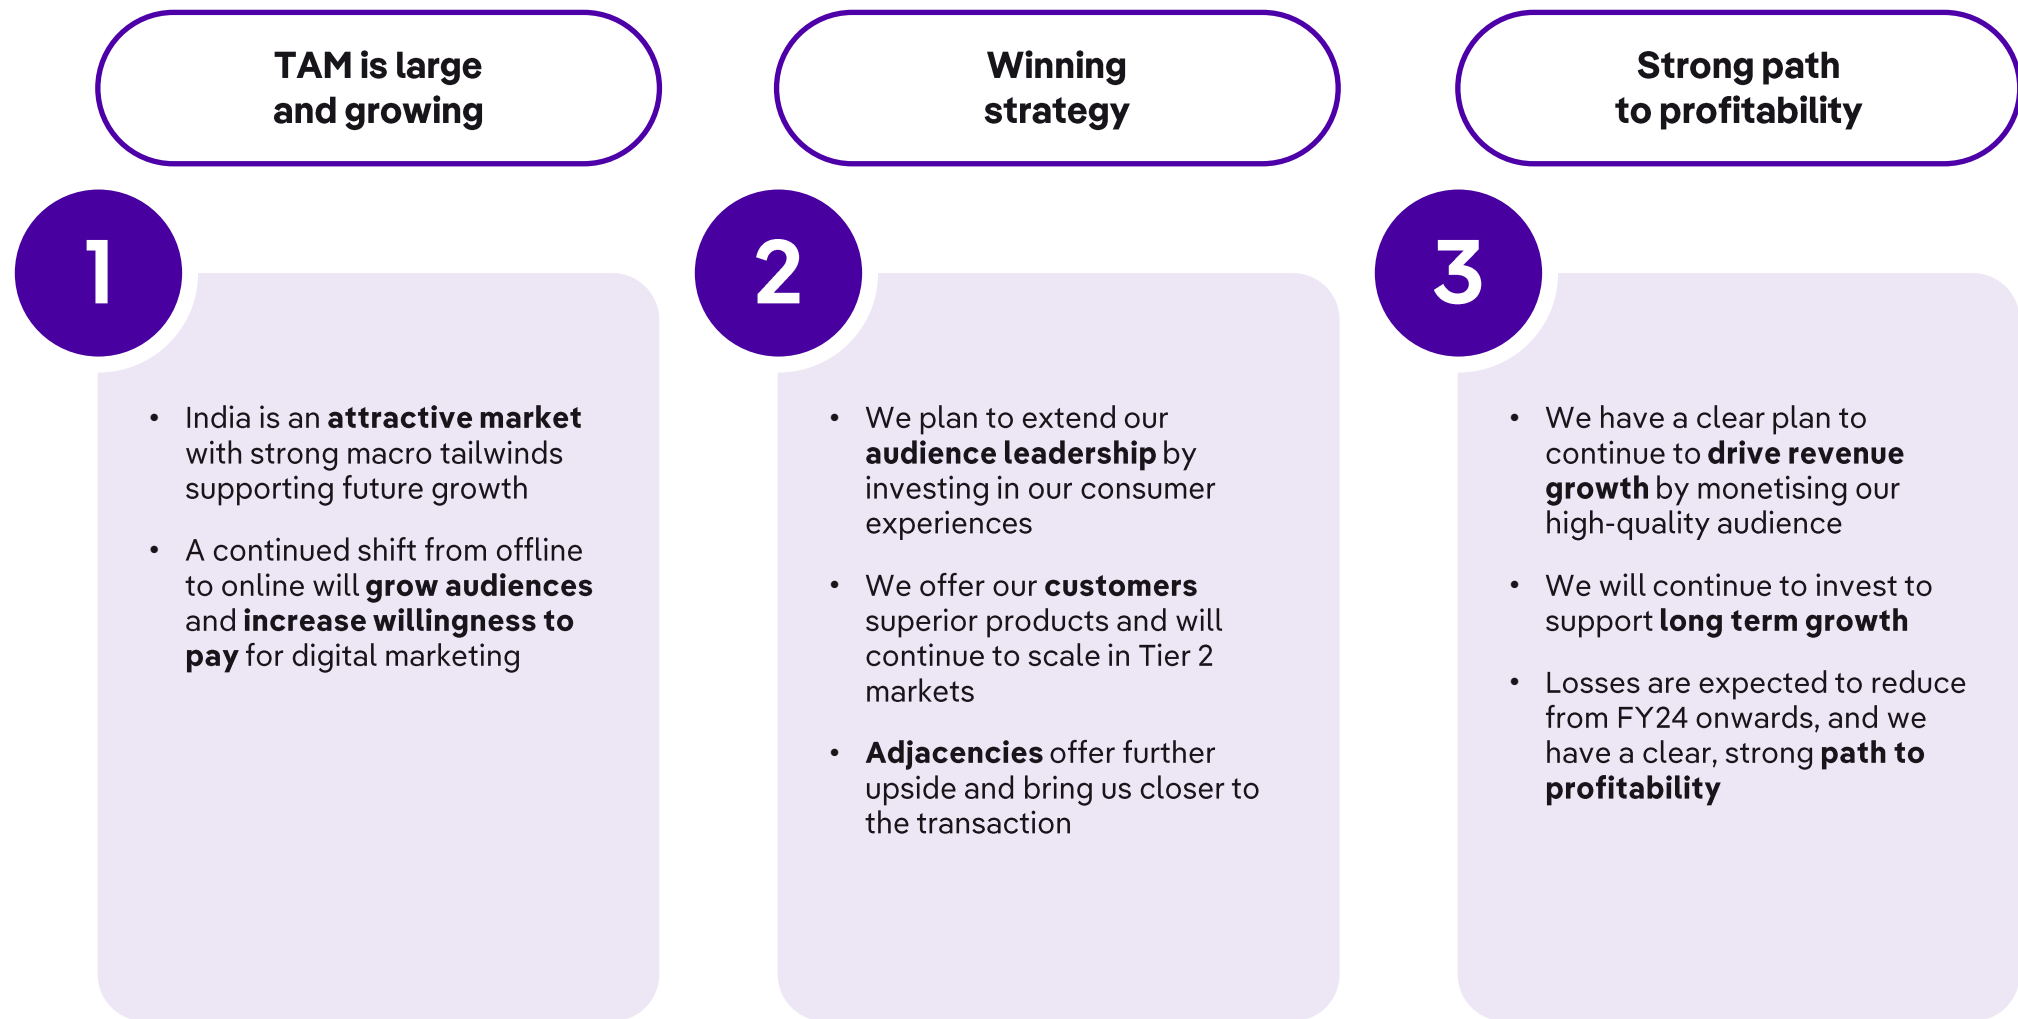 TAM is large
and growing
1
• India is an attractive market
with strong macro tailwinds
supporting future growth
• A continued shift from offline
to online will grow audiences
and increase willingness to
pay for digital marketing
Winning
strategy
2
• We plan to extend our
audience leadership by
investing in our consumer
experiences
• We offer our customers
superior products and will
continue to scale in Tier 2
markets
• Adjacencies offer further
upside and bring us closer to
the transaction
Strong path
to profitability
3
• We have a clear plan to
continue to drive revenue
growth by monetising our
high-quality audience
• We will continue to invest to
support long term growth
• Losses are expected to reduce
from FY24 onwards, and we
have a clear, strong path to
profitability